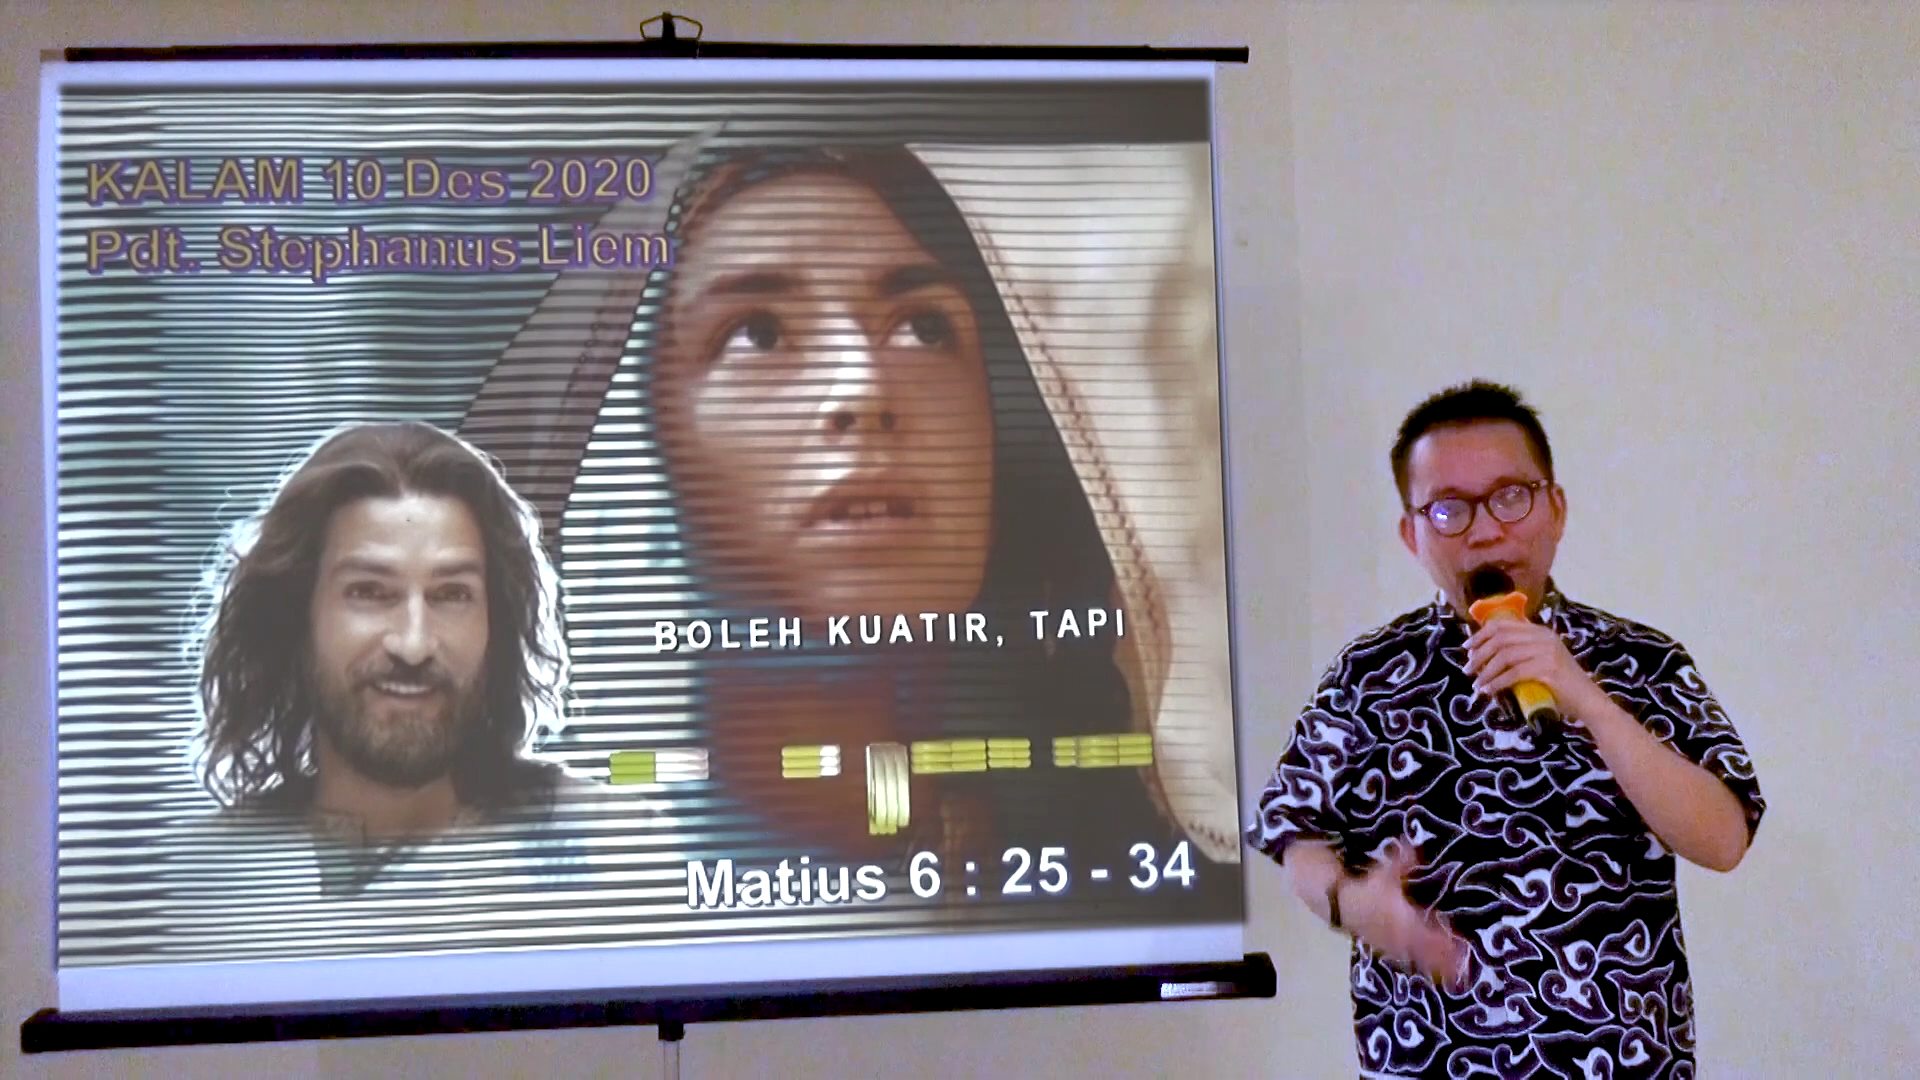 KALAM 10 Des 2020
Pdt. Stephanus Liem
BOLEH KUATIR, TAPI
Matius 6 : 25 - 34